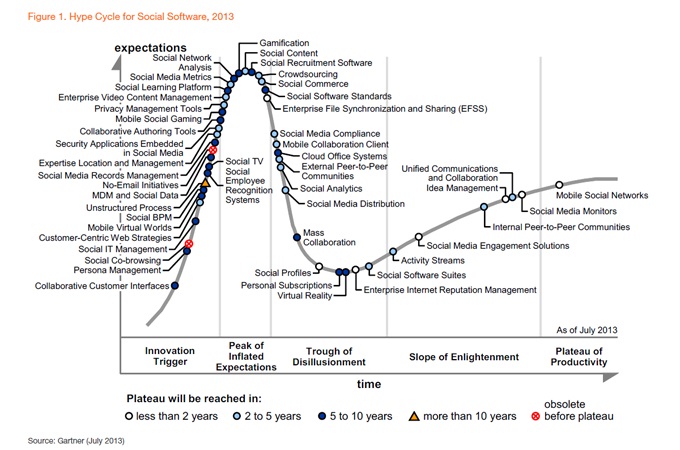 Figure 1. Hype Cycle for Social Software, 2013
expectations
Gamification
Social Content
Social Recruitment Software
Social Network
Analysis
Crowdsourcing
Social Media Metrics
Social Commerce
Social Learning Platform
Social Software Standards
Enterprise Video Content Management
Enterprise File Synchronization and Sharing (EFSS)
Privacy Management Tools
Mobile Social Gaming
Collaborative Authoring Tools
Social Media Compliance
Security Applications Embedded
in Social Media
Mobile Collaboration Client
Cloud Office Systems
Expertise Location and Management
Social TV
External Peer-to-Peer
Communities
Social Media Records Management
Social
Employee
Recognition
Systems
No-Email Initiatives
Social Analytics
MDM and Social Data
Social Media Distribution
Unstructured Process
Social BPM
Mobile Virtual Worlds
Customer-Centric Web Strategies
Mass
Collaboration
Social IT Management
Social Co-browsing
Persona Management
Collaborative Customer Interfaces
Social Profiles
Personal Subscriptions
Virtual Reality
Enterprise Internet Reputation Management
Social Software Suites
Activity Streams
Social Media Engagement Solutions
Internal Peer-to-Peer Communities
Unified Communications
and Collaboration
Idea Management
Social Media Monitors
Mobile Social Networks
As of July 2013
Innovation
Trigger
Peak of
Inflated
Expectations
Trough of
Disillusionment
Slope of Enlightenment
Plateau of
Productivity
time
Plateau will be reached in:
less than 2 years
2 to 5 years
5 to 10 years
more than 10 years
obsolete
before plateau
Source: Gartner (July 2013)